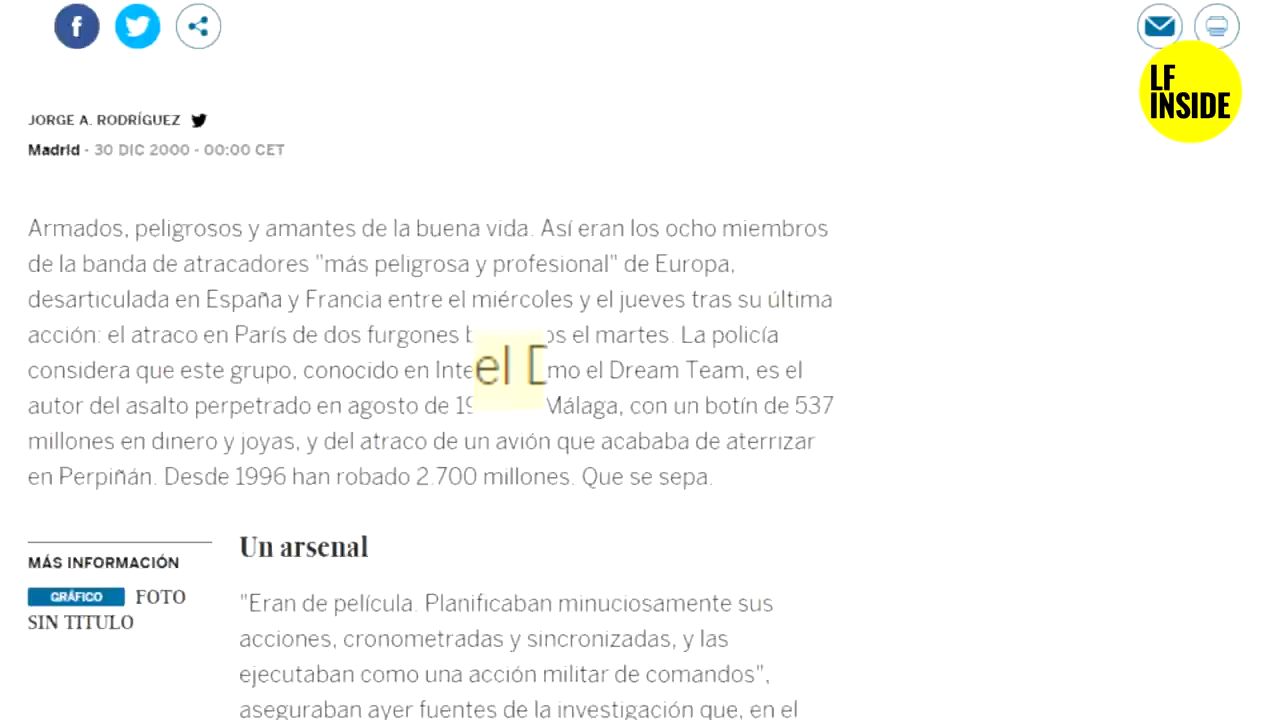 f
LF
INSIDE
JORGE A. RODRÍGUEZ
Madrid - 30 DIC 2000 - 00:00 CET
Armados, peligrosos y amantes de la buena vida. Así eran los ocho miembros
de la banda de atracadores "más peligrosa y profesional" de Europa,
desarticulada en España y Francia entre el miércoles y el jueves tras su última
acción: el atraco en París de dos furgones el martes. La policía
considera que este grupo, conocido en el Dream Team, es el
autor del asalto perpetrado en agosto de Málaga, con un botín de 537
millones en dinero y joyas, y del atraco de un avión que acababa de aterrizar
en Perpiñán. Desde 1996 han robado 2.700 millones. Que se sepa.
el D
MÁS INFORMACIÓN
GRÁFICO FOTO
SIN TITULO
Un arsenal
"Eran de película. Planificaban minuciosamente sus
acciones, cronometradas y sincronizadas, y las
ejecutaban como una acción militar de comandos",
aseguraban ayer fuentes de la investigación que, en el